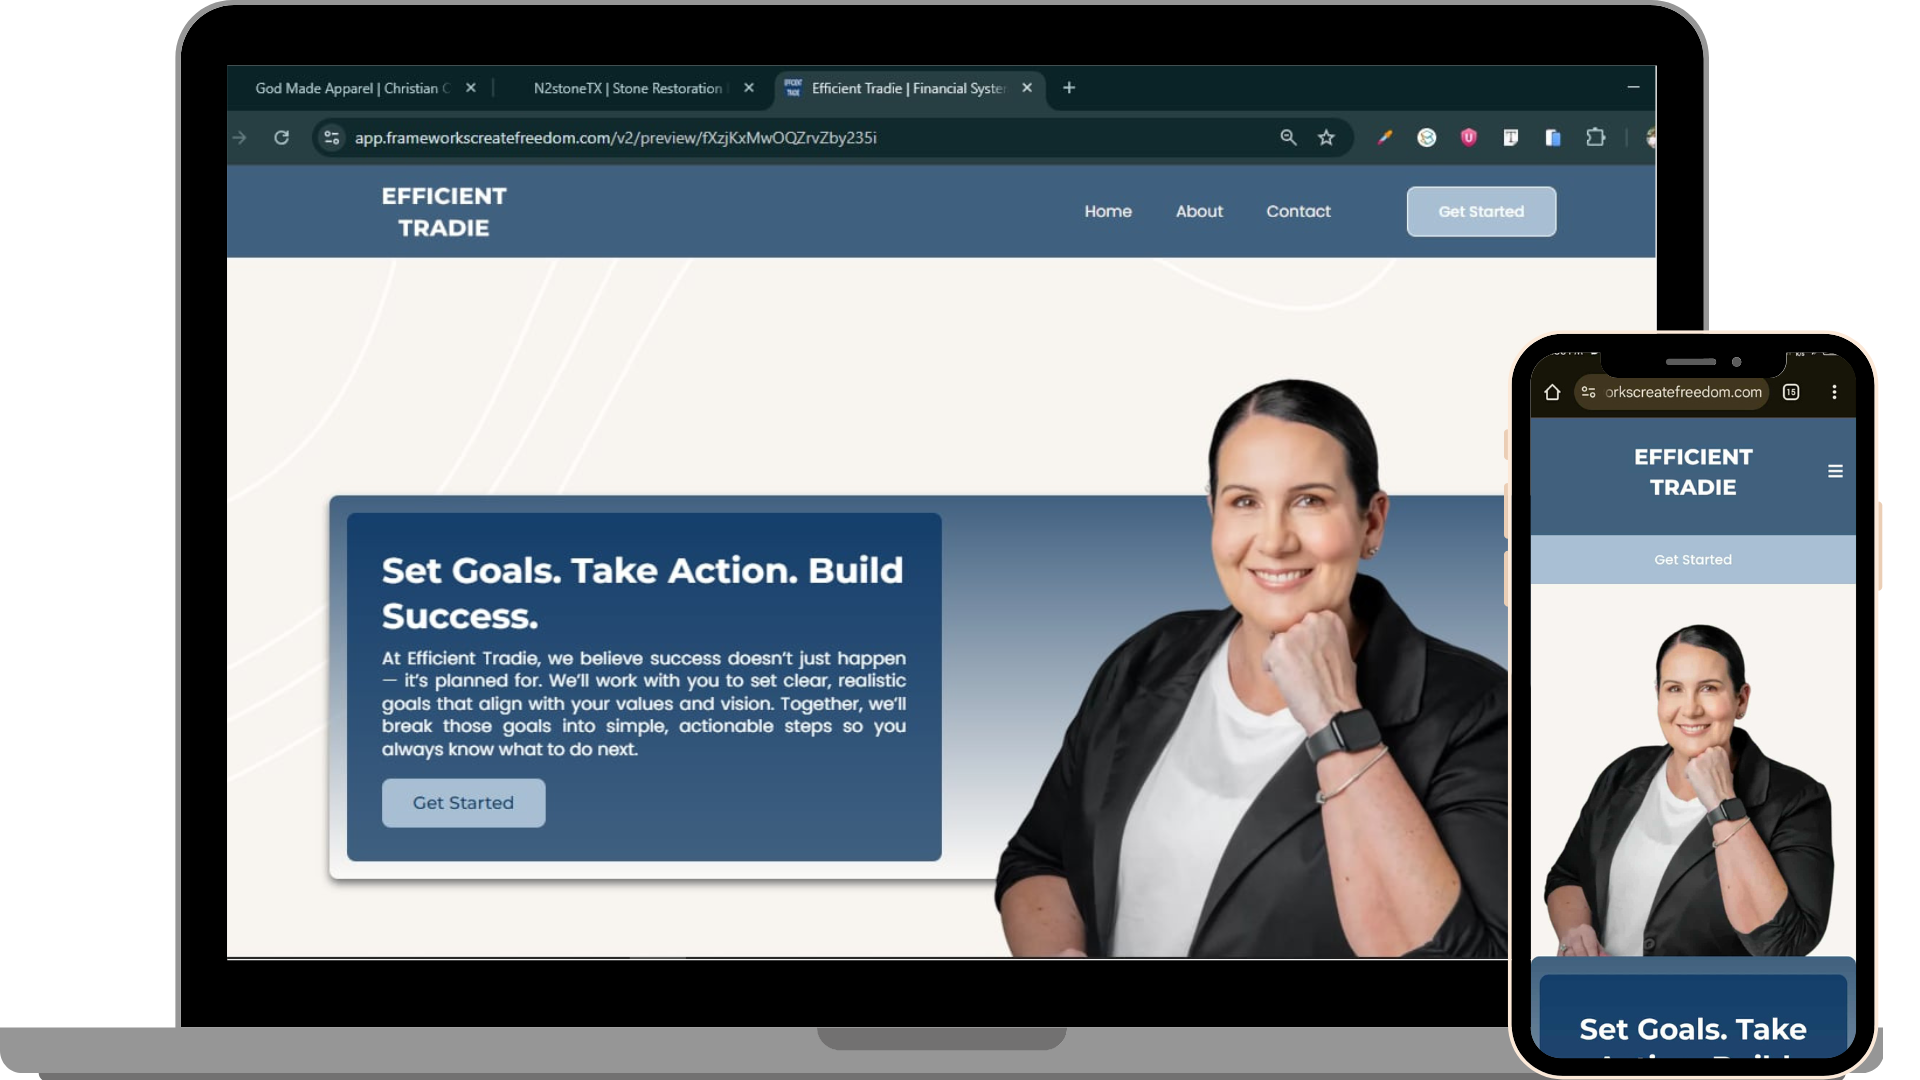 God Made Apparel | Christian
N2stoneTX | Stone Restoration
Efficient Tradie | Financial Syste
app.frameworkscreatefreedom.com/v2/preview/fXzjKxMwOQZrvZby235i
EFFICIENT
TRADIE
Home
About
Contact
Get Started
Set Goals. Take Action. Build
Success.
At Efficient Tradie, we believe success doesn't just happen
— it's planned for. We'll work with you to set clear, realistic
goals that align with your values and vision. Together, we'll
break those goals into simple, actionable steps so you
always know what to do next.
Get Started
orkscreatefreedom.com
15
EFFICIENT
TRADIE
Get Started
Set Goals. Take